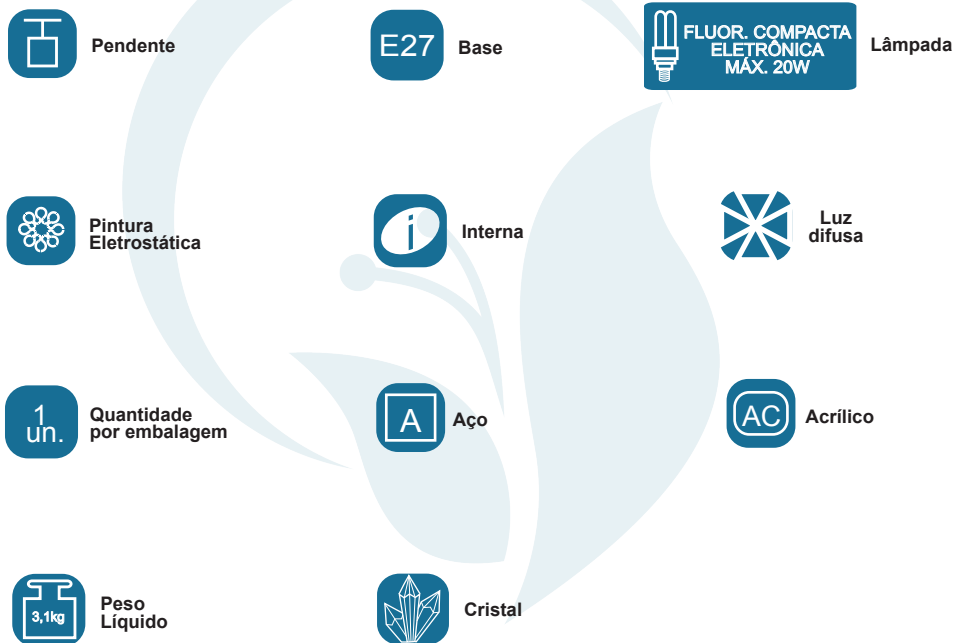 Pendente
E27
Base
FLUOR. COMPACTA
ELETRÔNICA
MÁX. 20W
Lâmpada
Pintura
Eletrostática
i
Interna
Luz
difusa
1
un.
Quantidade
por embalagem
A
Aço
AC
Acrílico
3,1kg
Peso
Líquido
Cristal